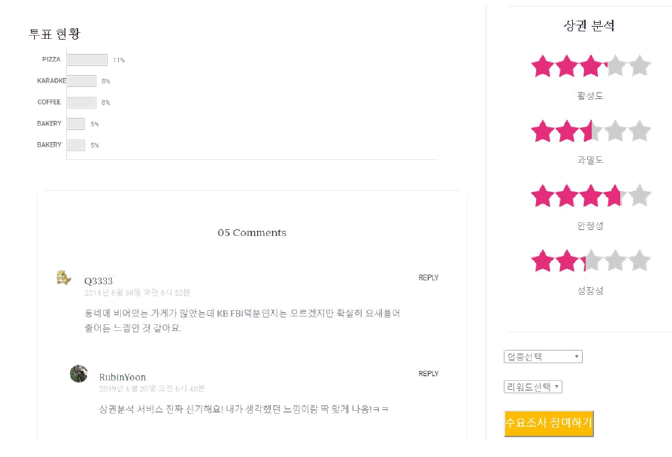 투표 현황
PIZZA 11%
KARAOKE 8%
COFFEE 8%
BAKERY 5%
BAKERY 5%
05 Comments
Q3333 REPLY
2019년 6월 30일 오전 6시 52분
동네에 비어있는 가게가 많았는데 KB FBI덕분인지는 모르겠지만 확실히 요새들어
줄어든 느낌인 것 같아요.
RubinYoon REPLY
2019년 6월 30일 오전 6시 43분
상권분석 서비스 진짜 신기해요! 내가 생각했던 느낌이랑 딱 맞게 나옴!ㅋㅋ
상권 분석
활성도
과밀도
안정성
성장성
업종선택
리워드선택
수요조사 참여하기